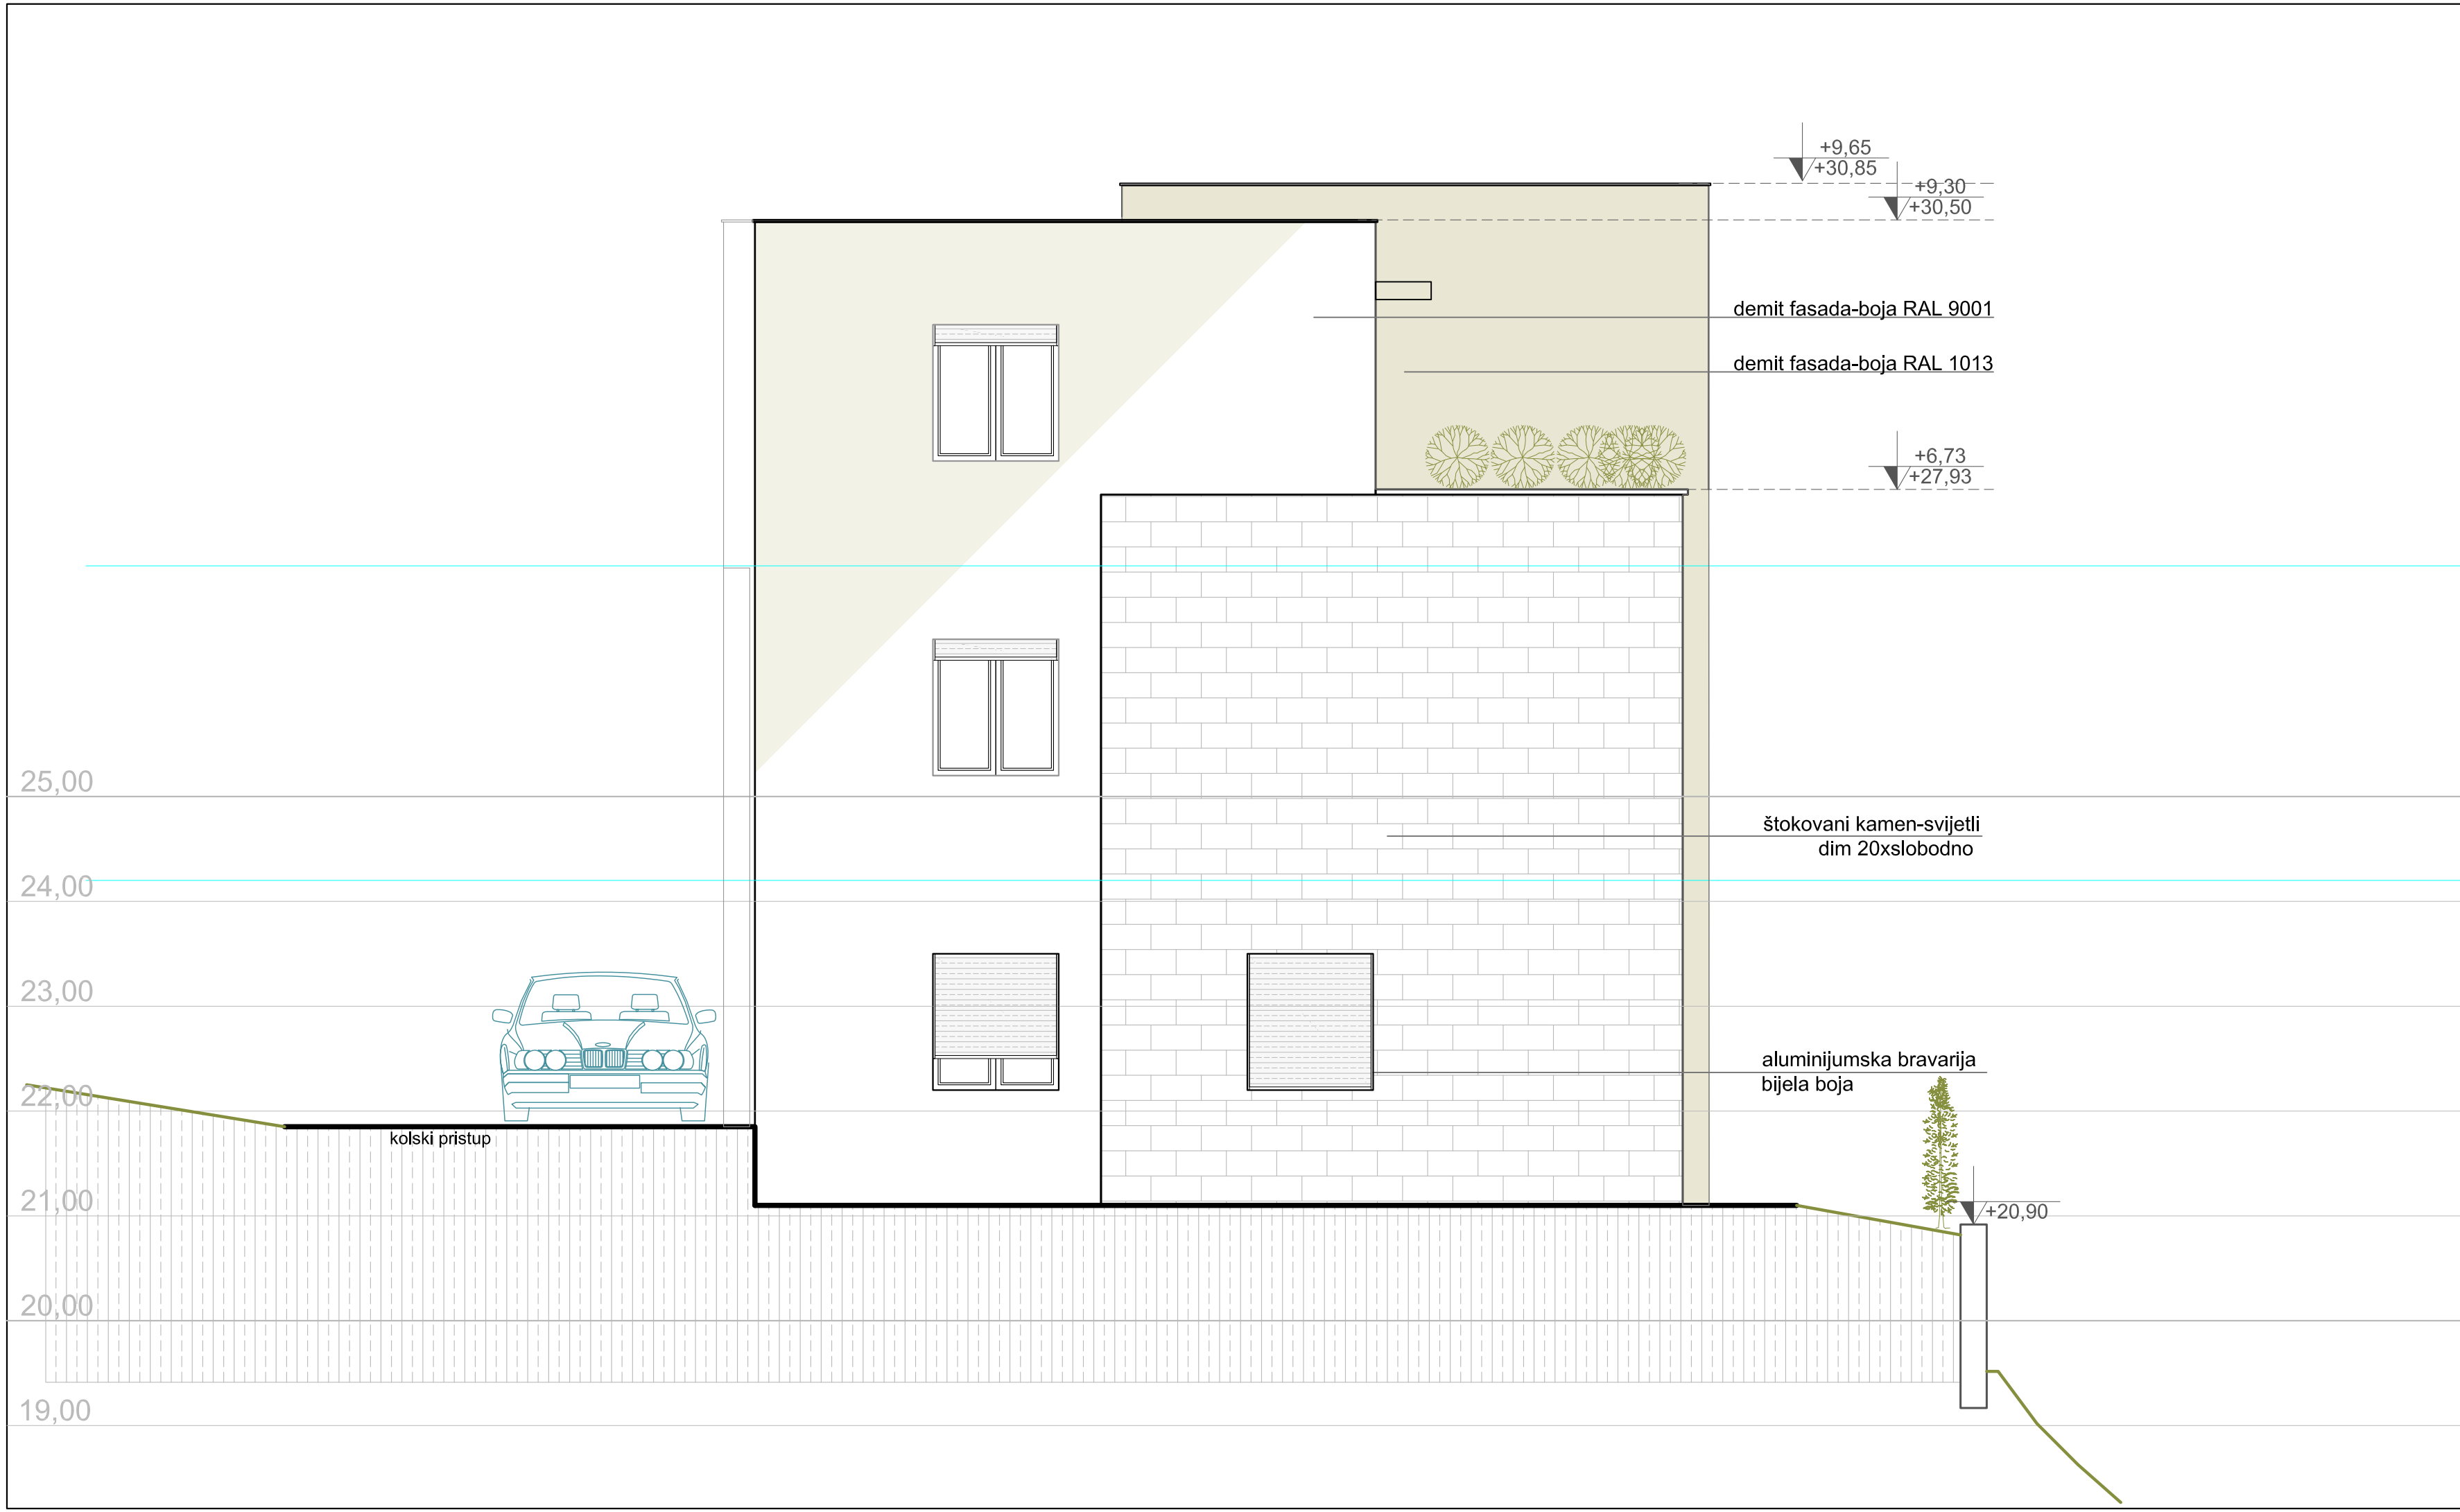 +9,65
+30,85
+9,30
+30,50
demit fasada-boja RAL 9001
demit fasada-boja RAL 1013
+6,73
+27,93
25,00
štokovani kamen-svijetli
dim 20xslobodno
24,00
23,00
aluminijumska bravarija
bijela boja
22,00
kolski pristup
21,00
+20,90
20,00
19,00